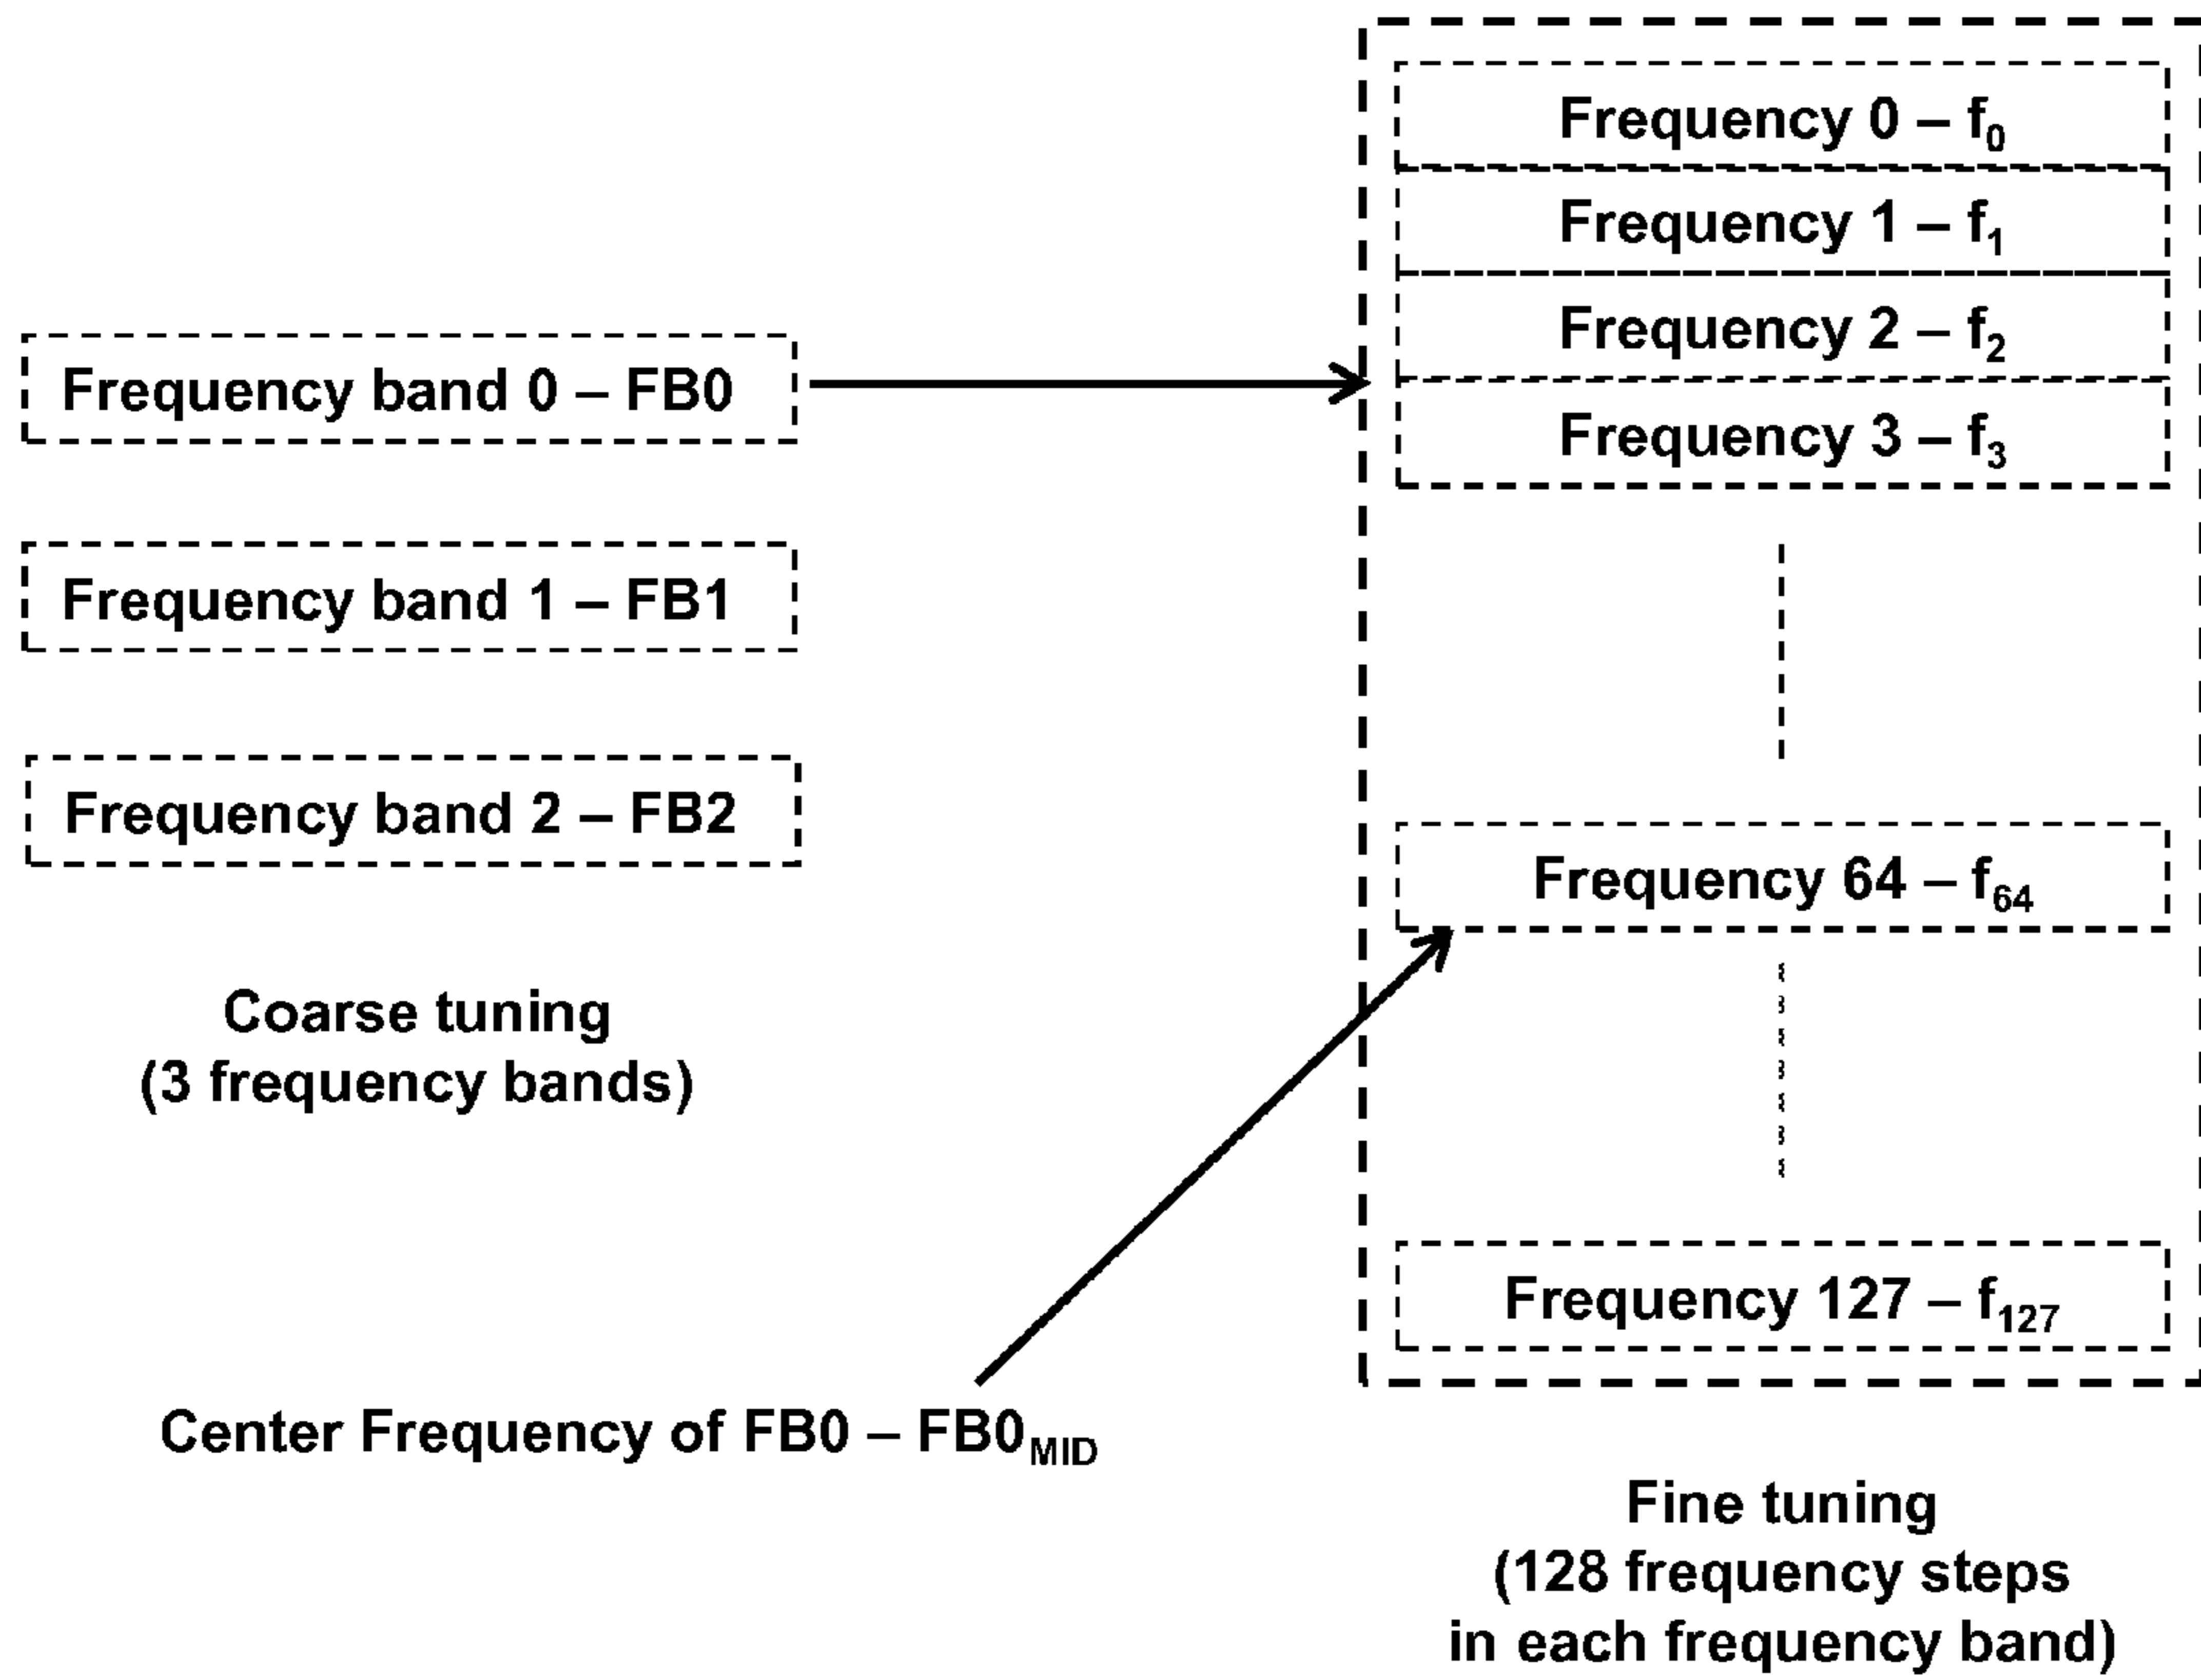 Frequency band 0 – FB0
Frequency band 1 – FB1
Frequency band 2 – FB2
Coarse tuning
(3 frequency bands)
Center Frequency of FB0 – FB0MID
Frequency 0 – f0
Frequency 1 – f1
Frequency 2 – f2
Frequency 3 – f3
Frequency 64 – f64
Frequency 127 – f127
Fine tuning
(128 frequency steps
in each frequency band)